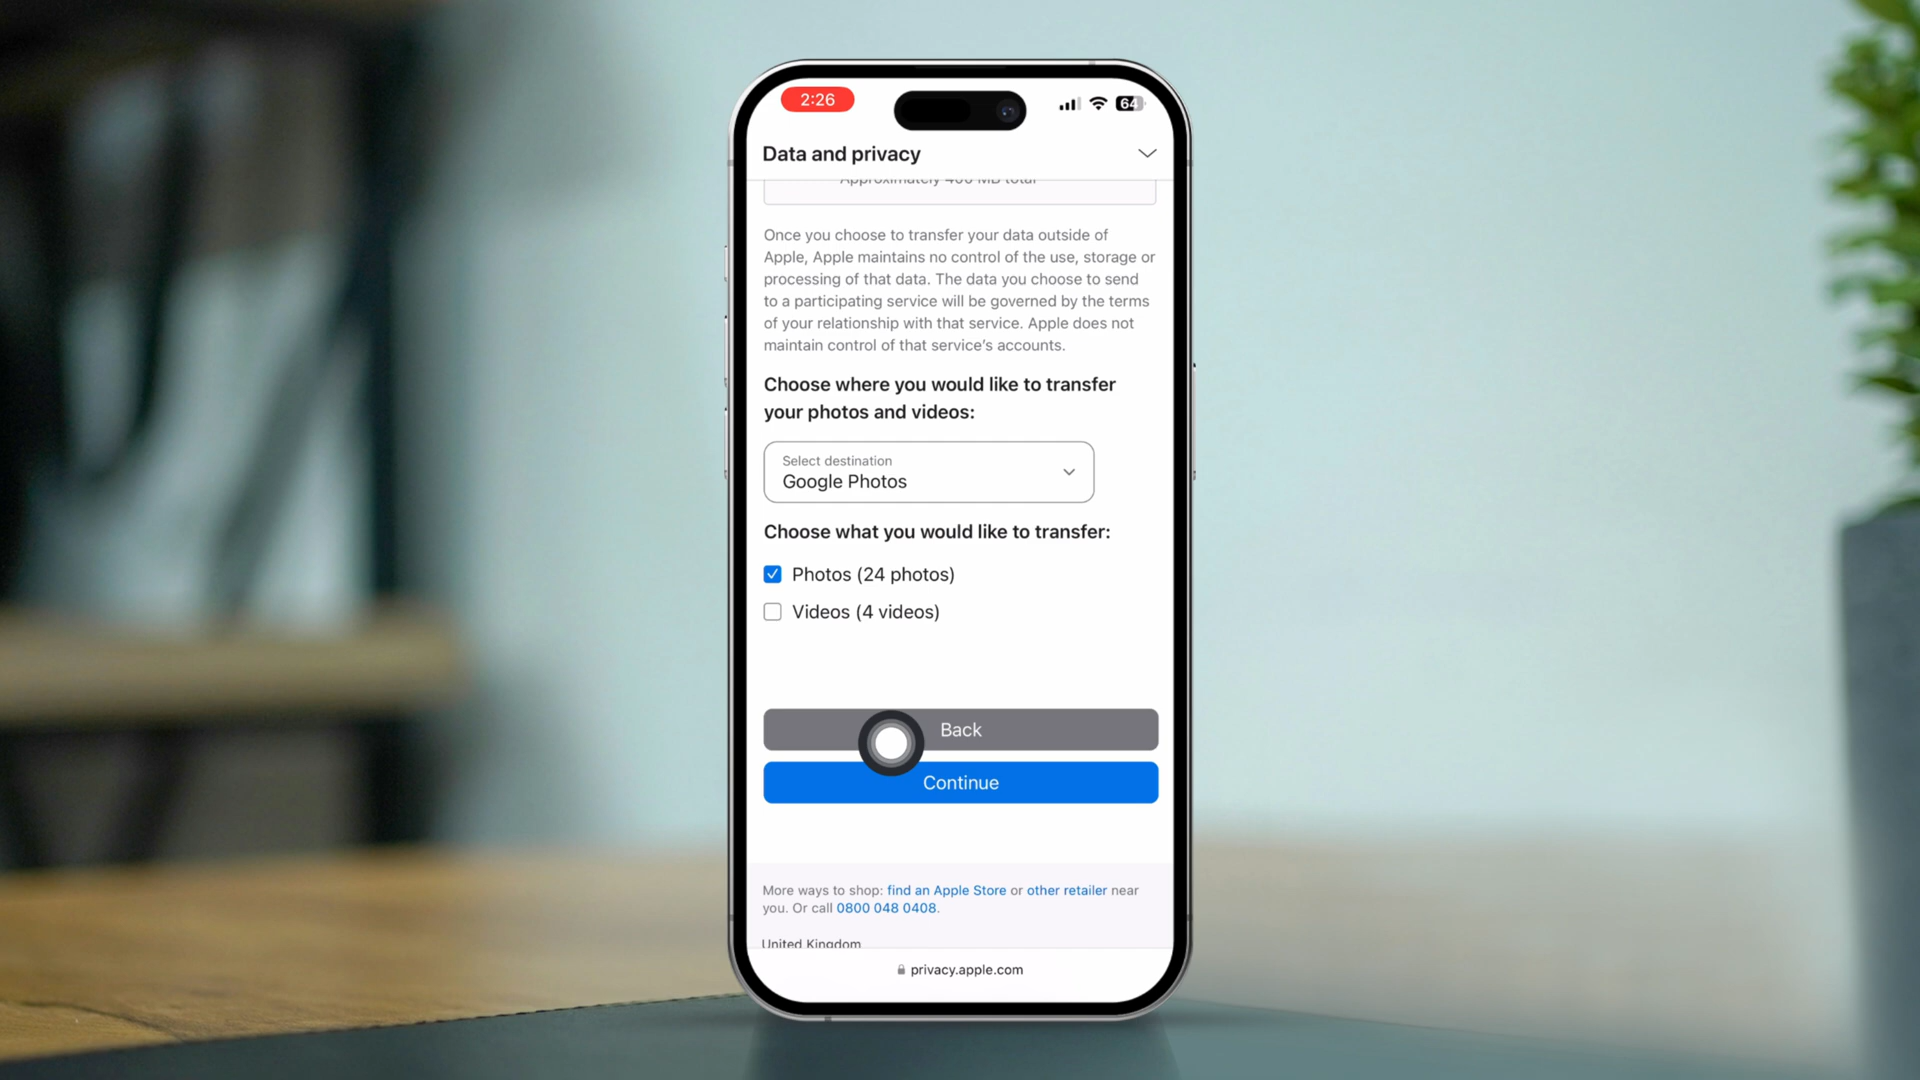 2:26
64
Data and privacy
Approximately MB total
Once you choose to transfer your data outside of
Apple, Apple maintains no control of the use, storage or
processing of that data. The data you choose to send
to a participating service will be governed by the terms
of your relationship with that service. Apple does not
maintain control of that service’s accounts.
Choose where you would like to transfer
your photos and videos:
Select destination
Google Photos
Choose what you would like to transfer:
Photos (24 photos)
Videos (4 videos)
Back
Continue
More ways to shop: find an Apple Store or other retailer near
you. Or call 0800 048 0408.
United Kingdom
privacy.apple.com